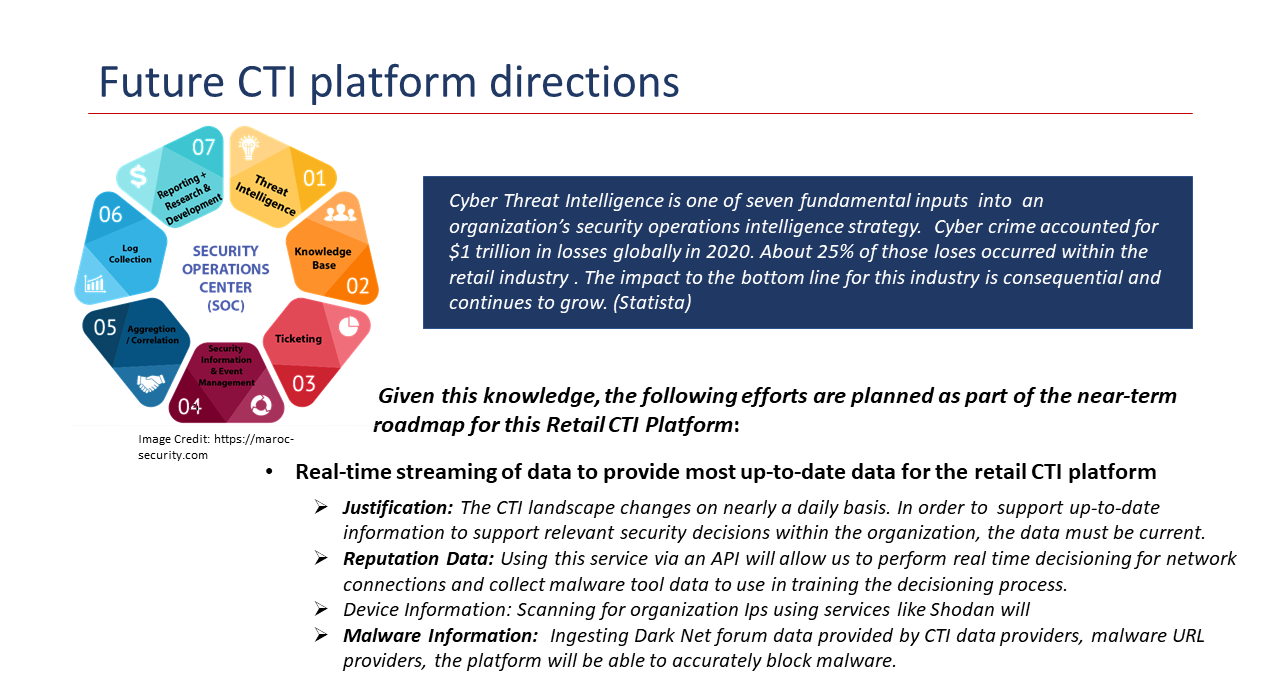 Future CTI platform directions
07
Reporting +
Research &
Development
Threat
Intelligence
01
Knowledge
Base
02
Ticketing
03
Security
Information
& Event
Management
04
05
Aggregtion
/ Correlation
06
Log
Collection
SECURITY
OPERATIONS
CENTER
(SOC)
Image Credit: https://maroc-
security.com
Cyber Threat Intelligence is one of seven fundamental inputs into an
organization’s security operations intelligence strategy. Cyber crime accounted for
$1 trillion in losses globally in 2020. About 25% of those loses occurred within the
retail industry . The impact to the bottom line for this industry is consequential and
continues to grow. (Statista)
Given this knowledge, the following efforts are planned as part of the near-term
roadmap for this Retail CTI Platform:
• Real-time streaming of data to provide most up-to-date data for the retail CTI platform
➢ Justification: The CTI landscape changes on nearly a daily basis. In order to support up-to-date
information to support relevant security decisions within the organization, the data must be current.
➢ Reputation Data: Using this service via an API will allow us to perform real time decisioning for network
connections and collect malware tool data to use in training the decisioning process.
➢ Device Information: Scanning for organization Ips using services like Shodan will
➢ Malware Information: Ingesting Dark Net forum data provided by CTI data providers, malware URL
providers, the platform will be able to accurately block malware.